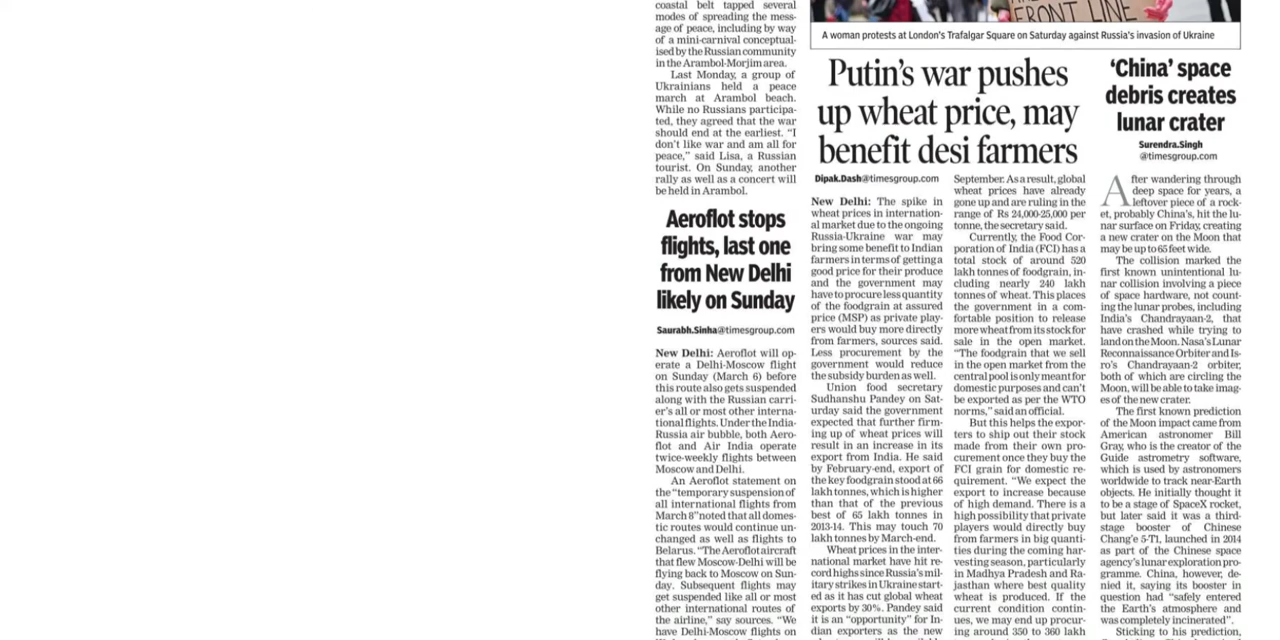 coastal belt tapped several
modes of spreading the mess-
age of peace, including by way
of a mini-carnival conceptual-
ised by the Russian community
in the Arambol-Morjim area.
Last Monday, a group of
Ukrainians held a peace
march at Arambol beach.
While no Russians participa-
ted, they agreed that the war
should end at the earliest. “I
don't like war and am all for
peace,” said Lisa, a Russian
tourist. On Sunday, another
rally as well as a concert will
be held in Arambol.
Aeroflot stops
flights, last one
from New Delhi
likely on Sunday
Saurabh.Sinha@timesgroup.com
New Delhi: Aeroflot will op-
erate a Delhi-Moscow flight
on Sunday (March 6) before
this route also gets suspended
along with the Russian carri-
er's all or most other interna-
tional flights. Under the India-
Russia air bubble, both Aero-
flot and Air India operate
twice-weekly flights between
Moscow and Delhi.
An Aeroflot statement on
the “temporary suspension of
all international flights from
March 8” noted that all domes-
tic routes would continue un-
changed as well as flights to
Belarus. “The Aeroflot aircraft
that flew Moscow-Delhi will be
flying back to Moscow on Sun-
day. Subsequent flights may
get suspended like all or most
other international routes of
the airline,” say sources. “We
have Delhi-Moscow flights on
FRONT LINE
A woman protests at London's Trafalgar Square on Saturday against Russia's invasion of Ukraine
Putin's war pushes
up wheat price, may
benefit desi farmers
Dipak.Dash@timesgroup.com
New Delhi: The spike in
wheat prices in internation-
al market due to the ongoing
Russia-Ukraine war may
bring some benefit to Indian
farmers in terms of getting a
good price for their produce
and the government may
have to procure less quantity
of the foodgrain at assured
price (MSP) as private play-
ers would buy more directly
from farmers, sources said.
Less procurement by the
government would reduce
the subsidy burden as well.
Union food secretary
Sudhanshu Pandey on Sat-
urday said the government
expected that further firm-
ing up of wheat prices will
result in an increase in its
export from India. He said
by February-end, export of
the key foodgrain stood at 66
lakh tonnes, which is higher
than that of the previous
best of 65 lakh tonnes in
2013-14. This may touch 70
lakh tonnes by March-end.
Wheat prices in the inter-
national market have hit re-
cord highs since Russia's mil-
itary strikes in Ukraine start-
ed as it has cut global wheat
exports by 30%. Pandey said
it is an “opportunity” for In-
dian exporters as the new
September. As a result, global
wheat prices have already
gone up and are ruling in the
range of Rs 24,000-25,000 per
tonne, the secretary said.
Currently, the Food Cor-
poration of India (FCI) has a
total stock of around 520
lakh tonnes of foodgrain, in-
cluding nearly 240 lakh
tonnes of wheat. This places
the government in a com-
fortable position to release
more wheat from its stock for
sale in the open market.
“The foodgrain that we sell
in the open market from the
central pool is only meant for
domestic purposes and can't
be exported as per the WTO
norms,” said an official.
But this helps the expor-
ters to ship out their stock
made from their own pro-
curement once they buy the
FCI grain for domestic re-
quirement. “We expect the
export to increase because
of high demand. There is a
high possibility that private
players would directly buy
from farmers in big quanti-
ties during the coming har-
vesting season, particularly
in Madhya Pradesh and Ra-
jasthan where best quality
wheat is produced. If the
current condition contin-
ues, we may end up procur-
ing around 350 to 360 lakh
‘China’ space
debris creates
lunar crater
Surendra.Singh
@timesgroup.com
After wandering through
deep space for years, a
leftover piece of a rock-
et, probably China's, hit the lu-
nar surface on Friday, creating
a new crater on the Moon that
may be up to 65 feet wide.
The collision marked the
first known unintentional lu-
nar collision involving a piece
of space hardware, not count-
ing the lunar probes, including
India's Chandrayaan-2, that
have crashed while trying to
land on the Moon. Nasa's Lunar
Reconnaissance Orbiter and Is-
ro's Chandrayaan-2 orbiter,
both of which are circling the
Moon, will be able to take imag-
es of the new crater.
The first known prediction
of the Moon impact came from
American astronomer Bill
Gray, who is the creator of the
Guide astrometry software,
which is used by astronomers
worldwide to track near-Earth
objects. He initially thought it
to be a stage of SpaceX rocket,
but later said it was a third-
stage booster of Chinese
Chang'e 5-T1, launched in 2014
as part of the Chinese space
agency's lunar exploration pro-
gramme. China, however, de-
nied it, saying its booster in
question had “safely entered
the Earth's atmosphere and
was completely incinerated”.
Sticking to his prediction,